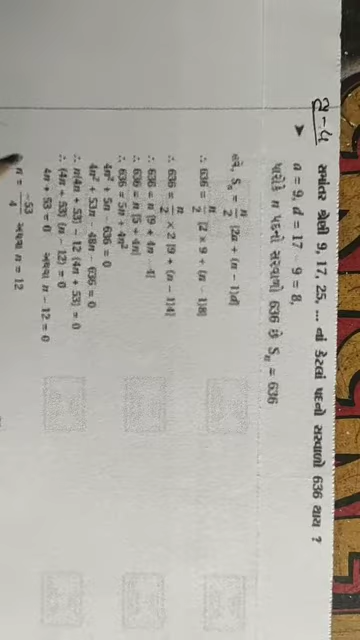 સમાંતર શ્રેણી 9, 17, 25, ... નાં કેટલાં પદનો સરવાળો 636 થાય ?
a = 9, d = 17 - 9 = 8,
ધારોકે n પદનો સરવાળો 636 છે Sₙ = 636
હવે, Sₙ = n/2 [2a + (n - 1)d]
∴ 636 = n/2 [2 × 9 + (n - 1)8]
∴ 636 = n/2 × 2 [9 + (n - 1)4]
∴ 636 = n [9 + 4n - 4]
∴ 636 = n [5 + 4n]
∴ 636 = 5n + 4n²
4n² + 5n - 636 = 0
4n² + 53n - 48n - 636 = 0
∴ n(4n + 53) - 12 (4n + 53) = 0
∴ (4n + 53) (n - 12) = 0
4n + 53 = 0 અથવા n - 12 = 0
n = -53/4 અથવા n = 12